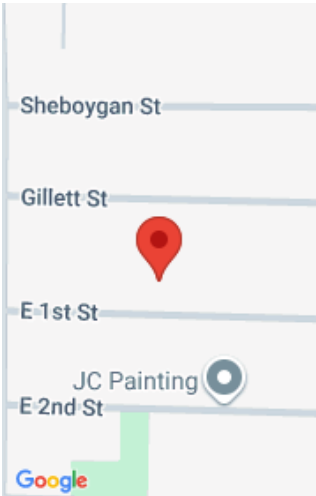 Sheboygan St
Gillett St
E 1st St
JC Painting
E 2nd St
Google